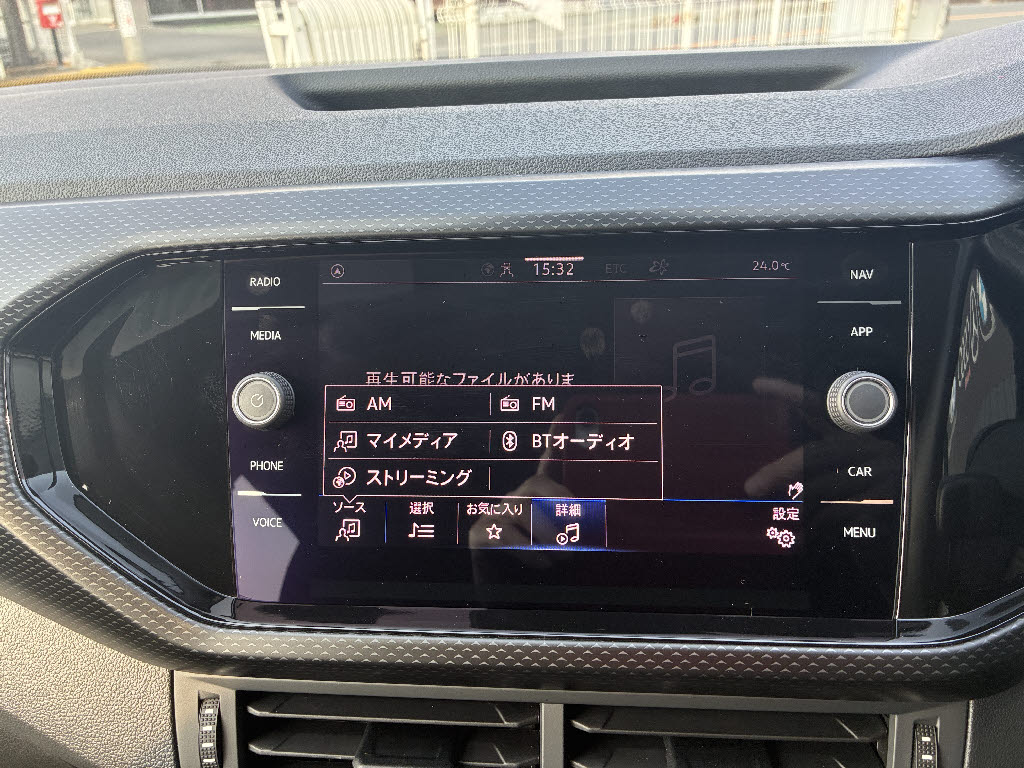 15:32 ETC 24.0℃
RADIO
MEDIA
PHONE
VOICE
再生可能なファイルがありま
AM FM
マイメディア BTオーディオ
ストリーミング
ソース 選択 お気に入り 詳細 設定
NAV
APP
CAR
MENU